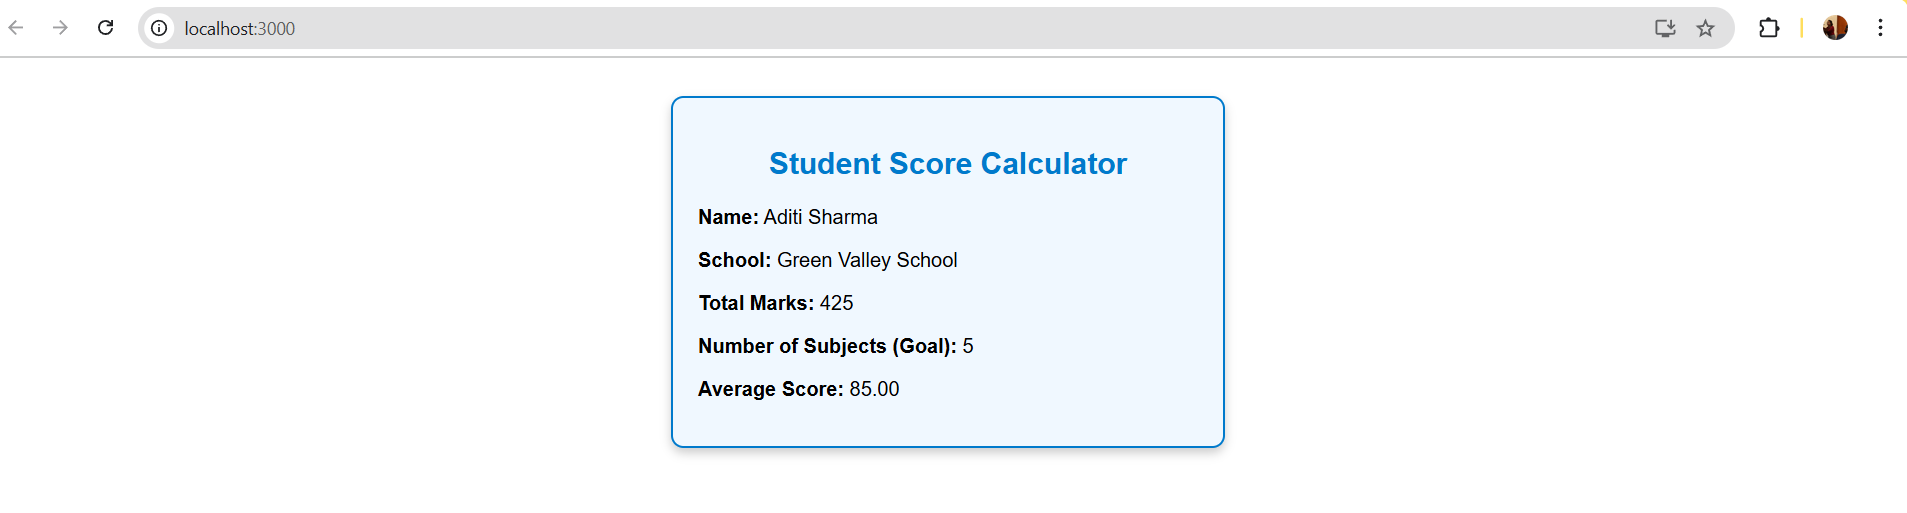 localhost:3000
Student Score Calculator
Name: Aditi Sharma
School: Green Valley School
Total Marks: 425
Number of Subjects (Goal): 5
Average Score: 85.00